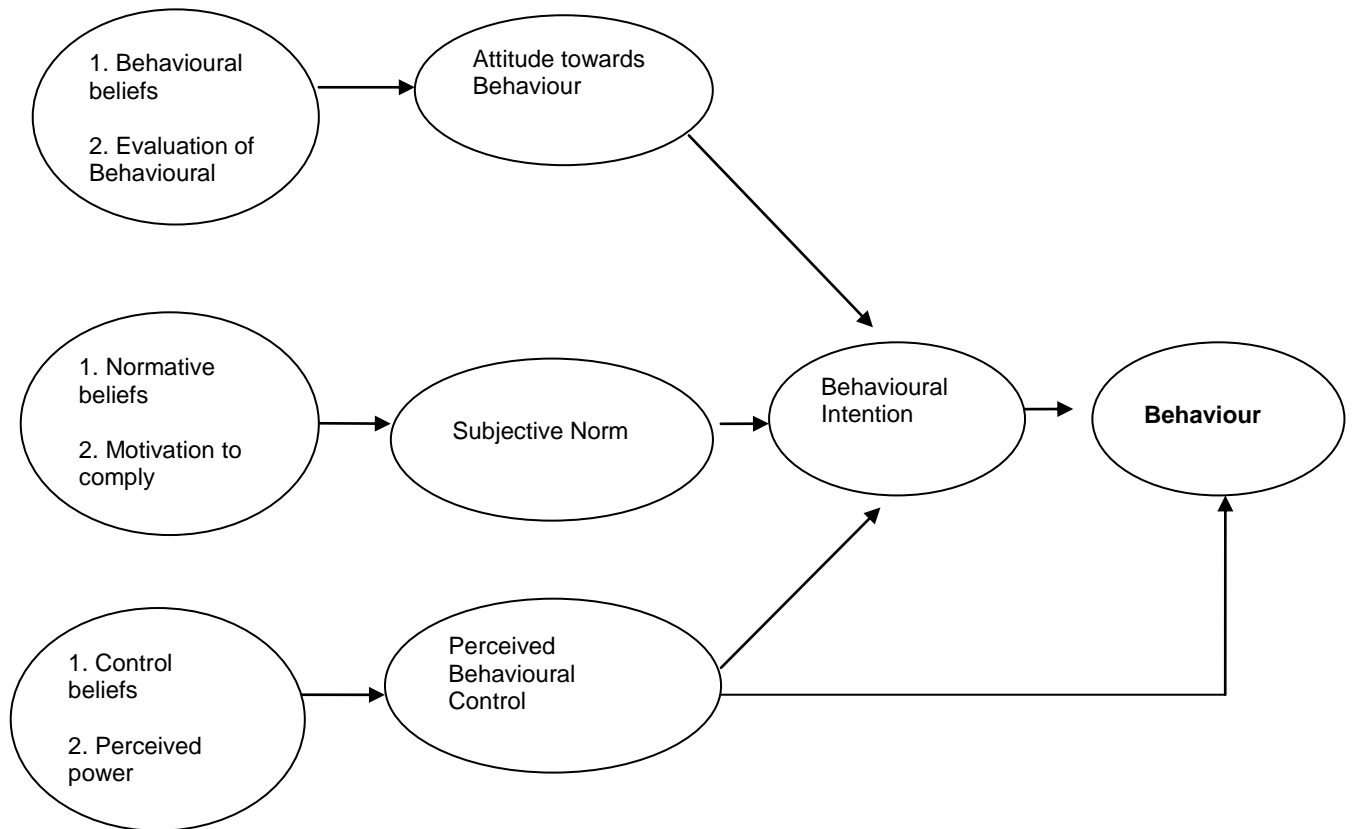 1. Behavioural
beliefs
2. Evaluation of
Behavioural
Attitude towards
Behaviour
1. Normative
beliefs
2. Motivation to
comply
Subjective Norm
Behavioural
Intention
Behaviour
1. Control
beliefs
2. Perceived
power
Perceived
Behavioural
Control